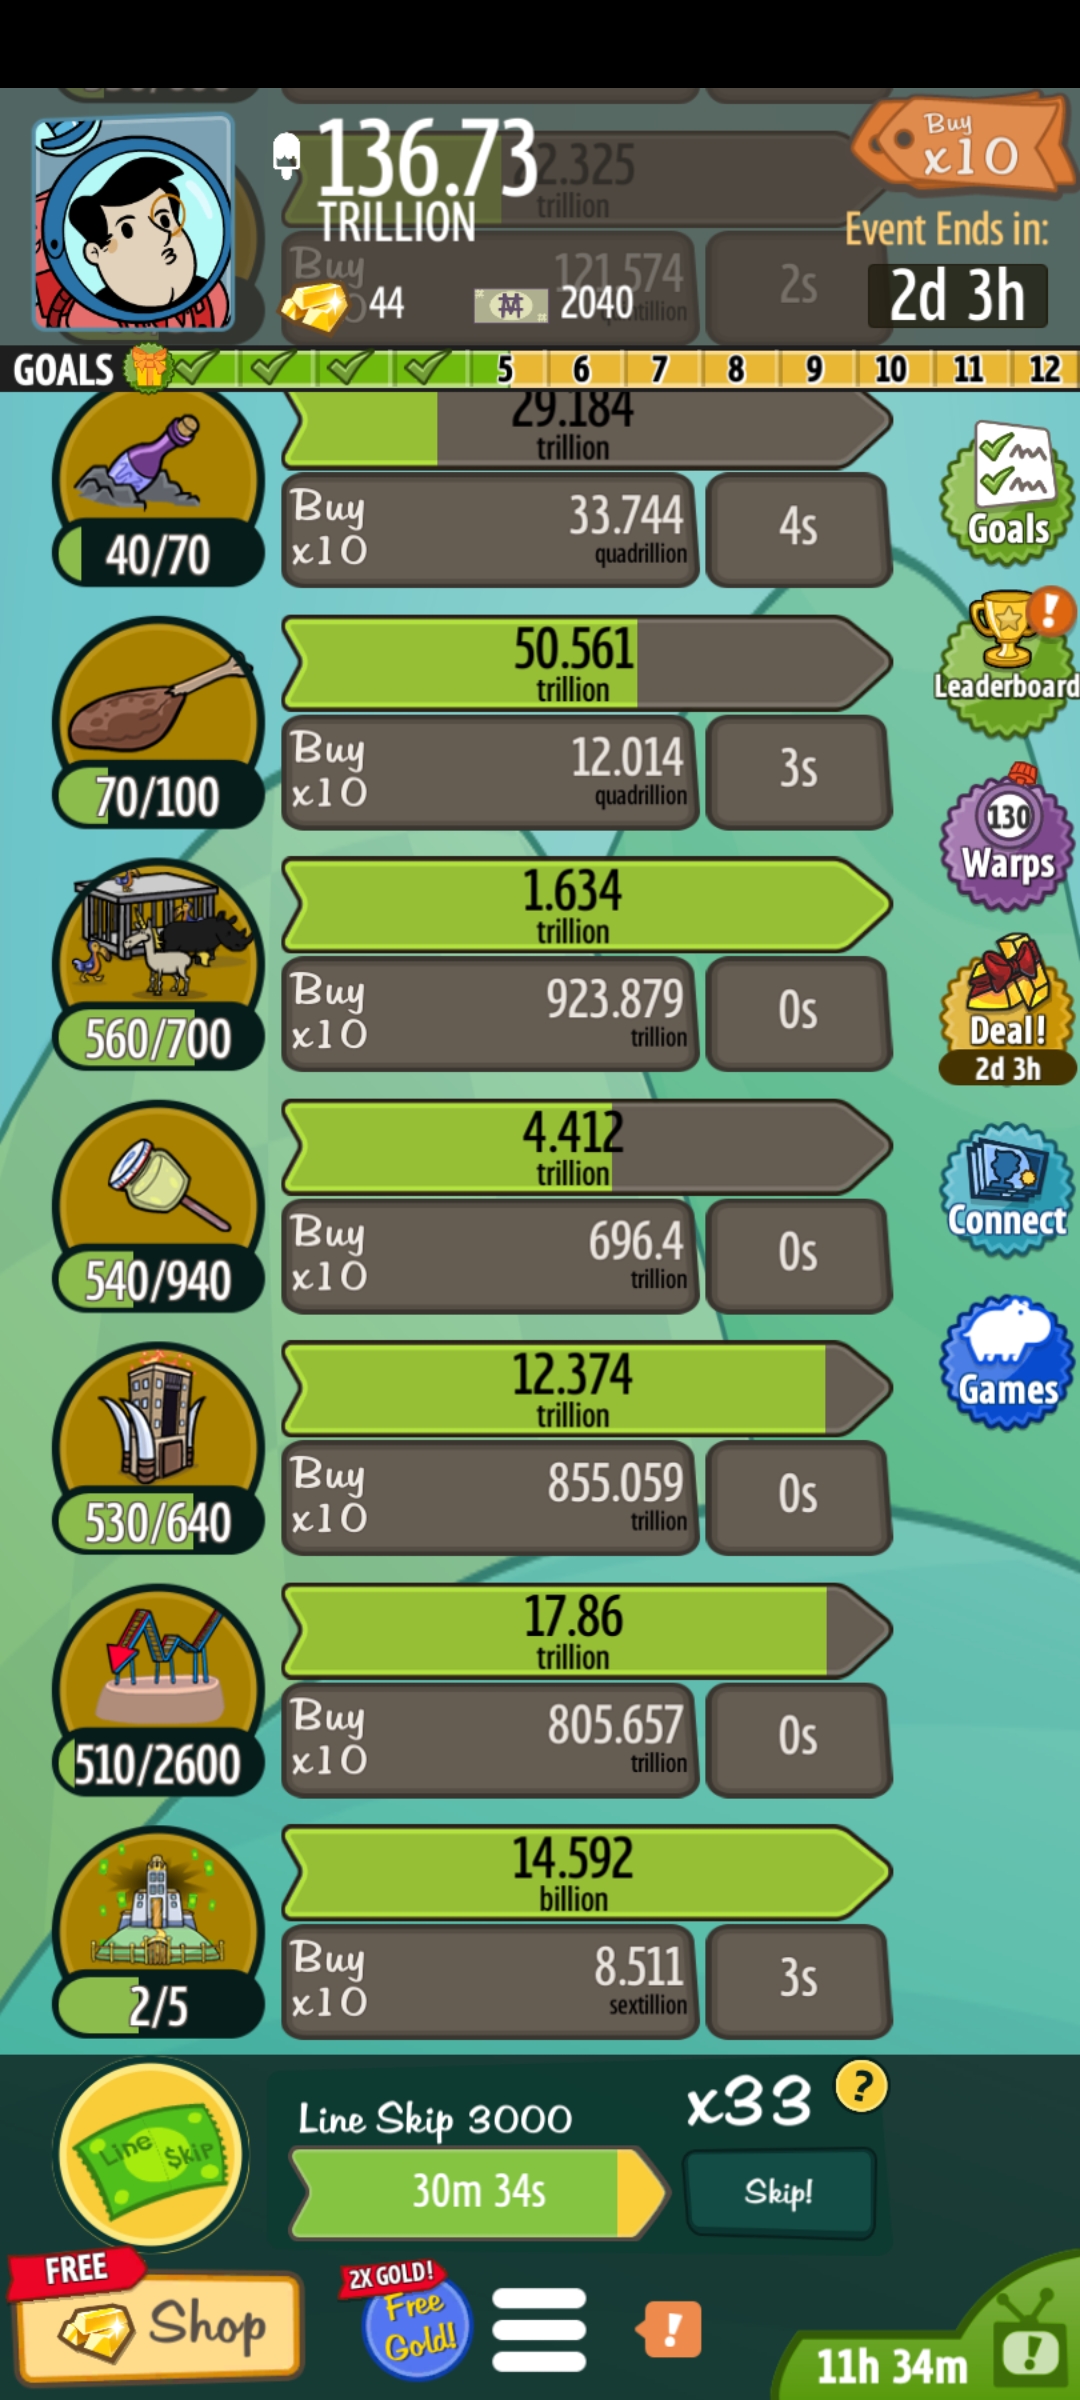 136.73
TRILLION
2.325
trillion
Buy
x10
Event Ends in:
2d 3h
Buy
121.574
2s
44
2040
GOALS 5 6 7 8 9 10 11 12
29.184
trillion
40/70
Buy
x10
33.744
quadrillion
4s
Goals
50.561
trillion
70/100
Buy
x10
12.014
quadrillion
3s
Leaderboard
1.634
trillion
560/700
Buy
x10
923.879
trillion
0s
130
Warps
Deal!
2d 3h
4.412
trillion
540/940
Buy
x10
696.4
trillion
0s
Connect
12.374
trillion
530/640
Buy
x10
855.059
trillion
0s
Games
17.86
trillion
510/2600
Buy
x10
805.657
trillion
0s
14.592
billion
2/5
Buy
x10
8.511
sextillion
3s
Line $kip
Line Skip 3000
x33
?
30m 34s
Skip!
FREE
Shop
2X GOLD!
Free
Gold!
!
11h 34m
!